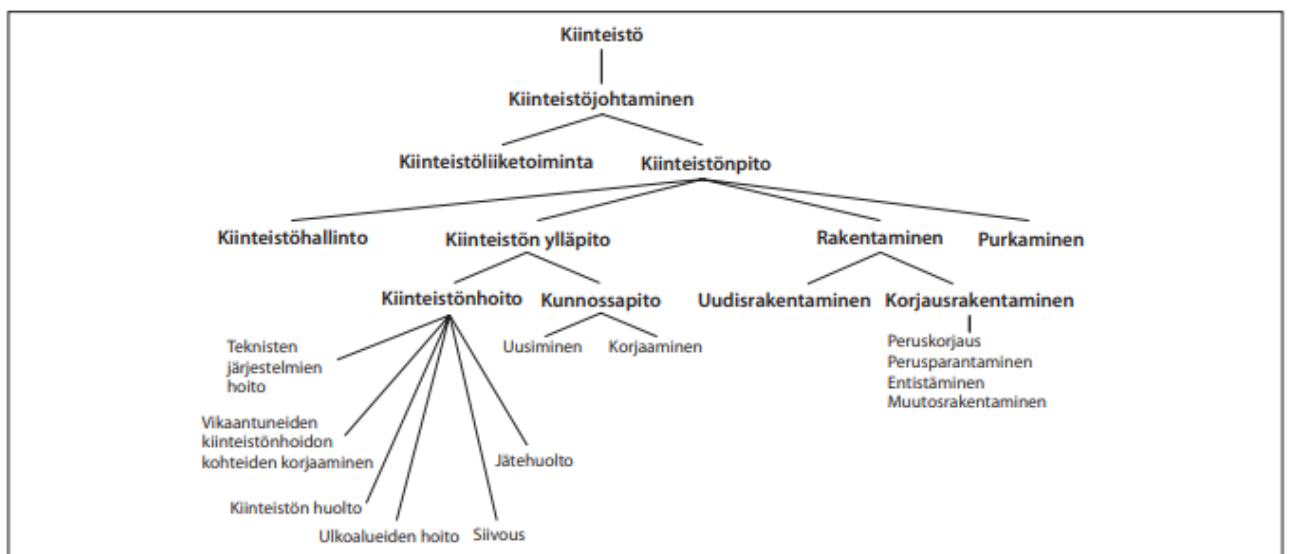 Kiinteistö
Kiinteistöjohtaminen
Kiinteistöliiketoiminta
Kiinteistönpito
Kiinteistöhallinto
Kiinteistön ylläpito
Rakentaminen
Purkaminen
Kiinteistönhoito
Kunnossapito
Uudisrakentaminen
Korjausrakentaminen
Teknisten
järjestelmien
hoito
Uusiminen
Korjaaminen
Peruskorjaus
Perusparantaminen
Entistäminen
Muutosrakentaminen
Vikaantuneiden
kiinteistönhoidon
kohteiden korjaaminen
Jätehuolto
Kiinteistön huolto
Ulkoalueiden hoito
Siivous